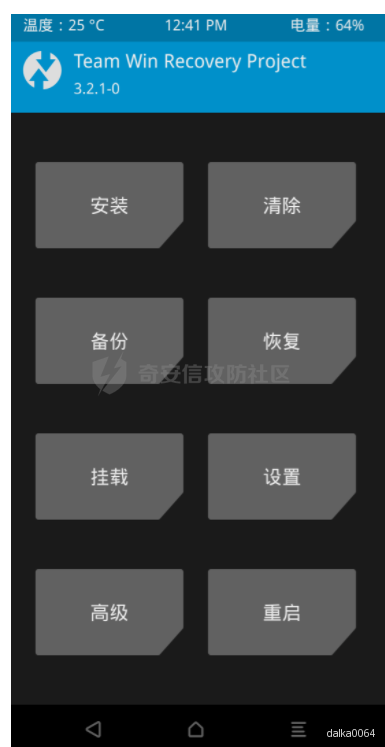 温度：25 °C 12:41 PM 电量：64%
Team Win Recovery Project
3.2.1-0
安装 清除
备份 恢复
奇安信攻防社区
挂载 设置
高级 重启
dalka0064